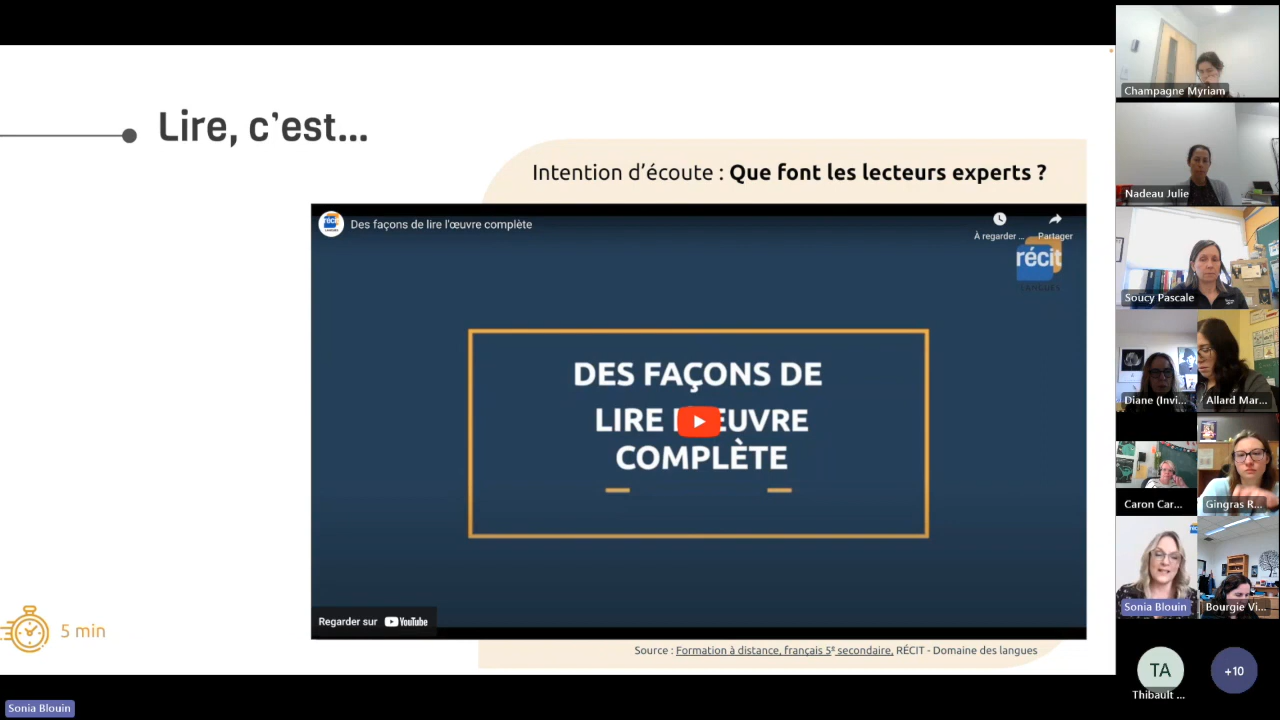 Lire, c'est...
Intention d'écoute : Que font les lecteurs experts ?
récit
Des façons de lire l'œuvre complète
À regarder ...
Partager
récit
LANGUES
DES FAÇONS DE
LIRE L'ŒUVRE
COMPLÈTE
Regarder sur YouTube
5 min
Source : Formation à distance, français 5e secondaire, RÉCIT - Domaine des langues
Sonia Blouin
Champagne Myriam
Nadeau Julie
Soucy Pascale
Diane (Invi...
Allard Mar...
Caron Car...
Gingras R...
Sonia Blouin
Bourgie Vi...
TA
Thibault ...
+10